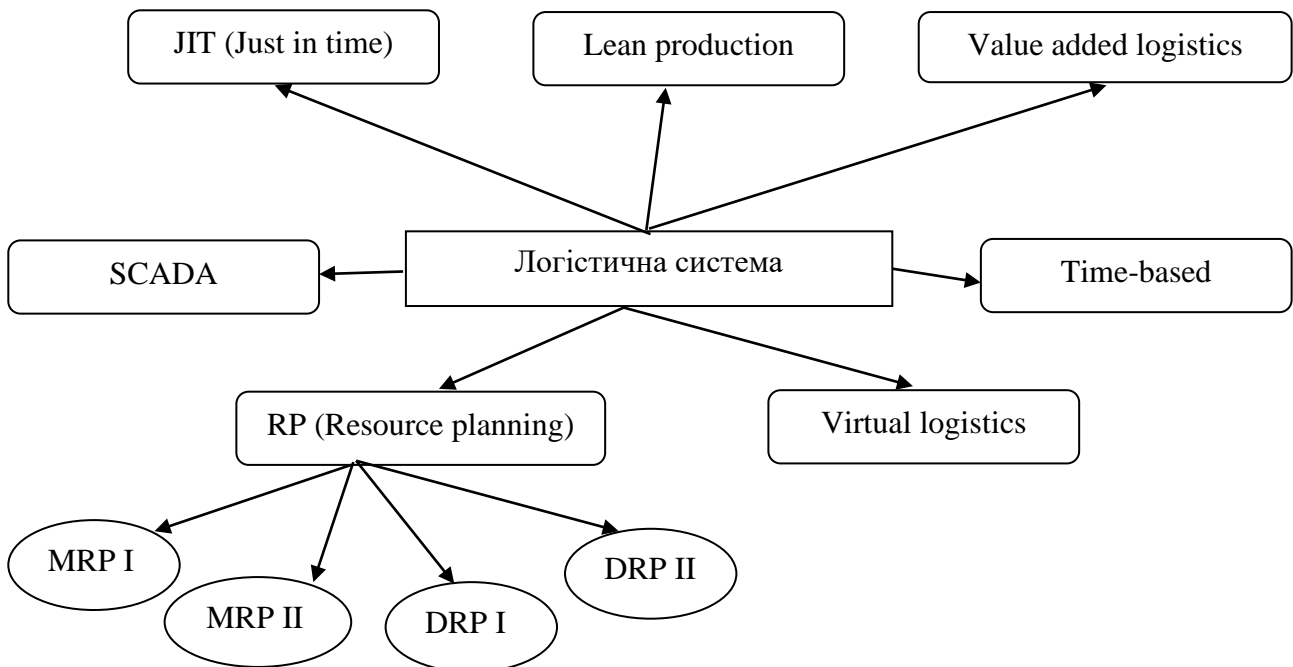 JIT (Just in time)
Lean production
Value added logistics
SCADA
Логістична система
Time-based
RP (Resource planning)
Virtual logistics
MRP I
MRP II
DRP I
DRP II